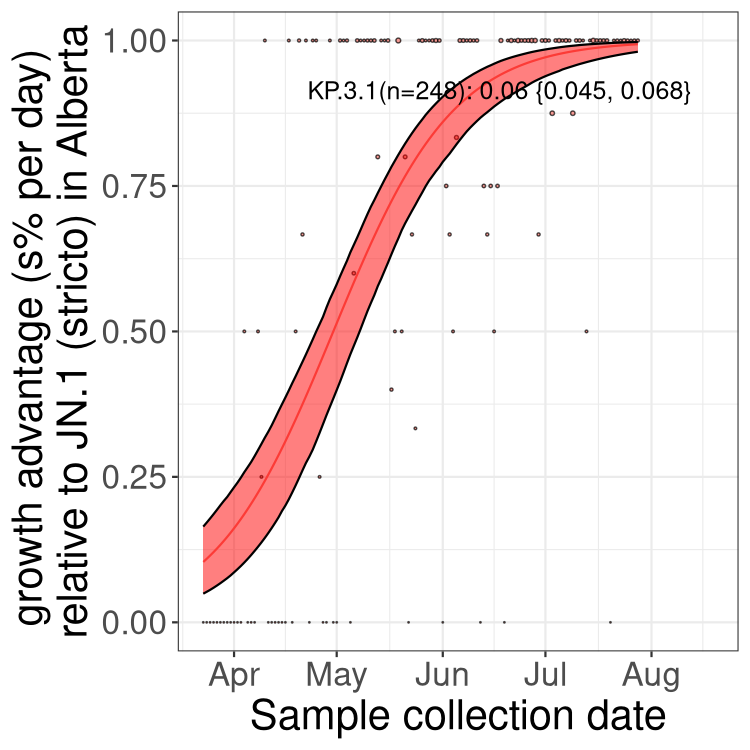 growth advantage (s% per day)
relative to JN.1 (stricto) in Alberta
1.00
0.75
0.50
0.25
0.00
KP.3.1(n=248): 0.06 {0.045, 0.068}
Apr May Jun Jul Aug
Sample collection date